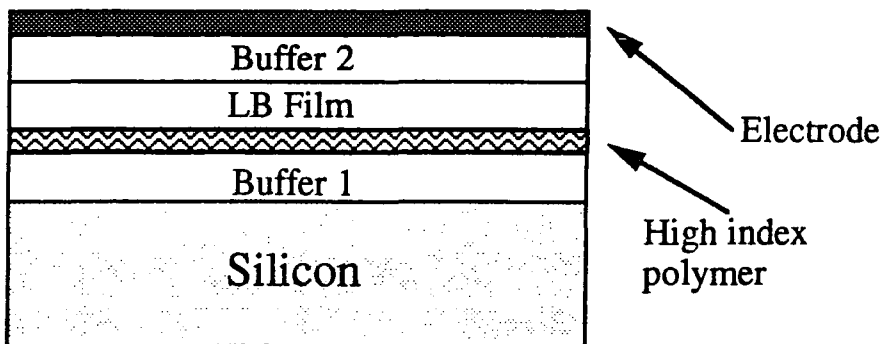 Buffer 2
LB Film
Electrode
Buffer 1
High index
polymer
Silicon